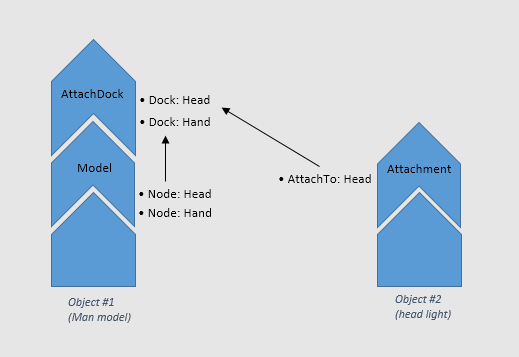 AttachDock
• Dock: Head
• Dock: Hand
Model
• Node: Head
• Node: Hand
Object #1
(Man model)
Attachment
• AttachTo: Head
Object #2
(head light)